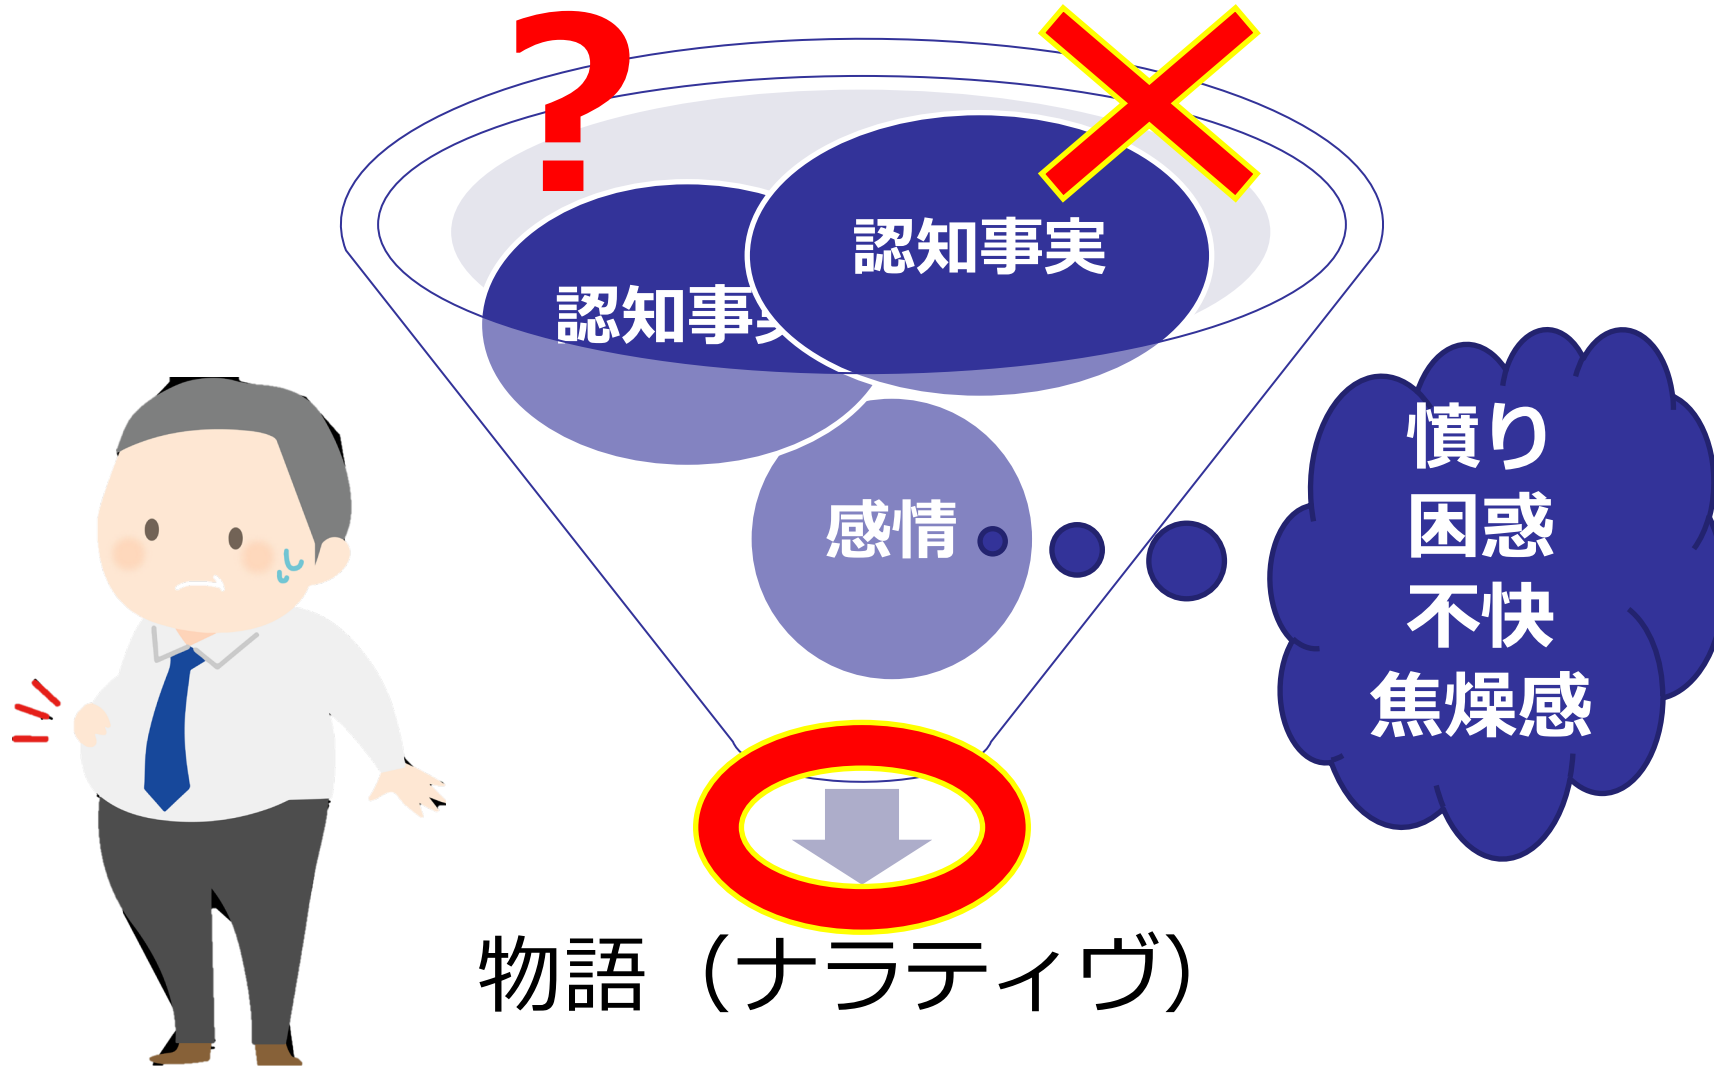 ?
認知事実
認知事
感情
憤り
困惑
不快
焦燥感
物語（ナラティヴ）